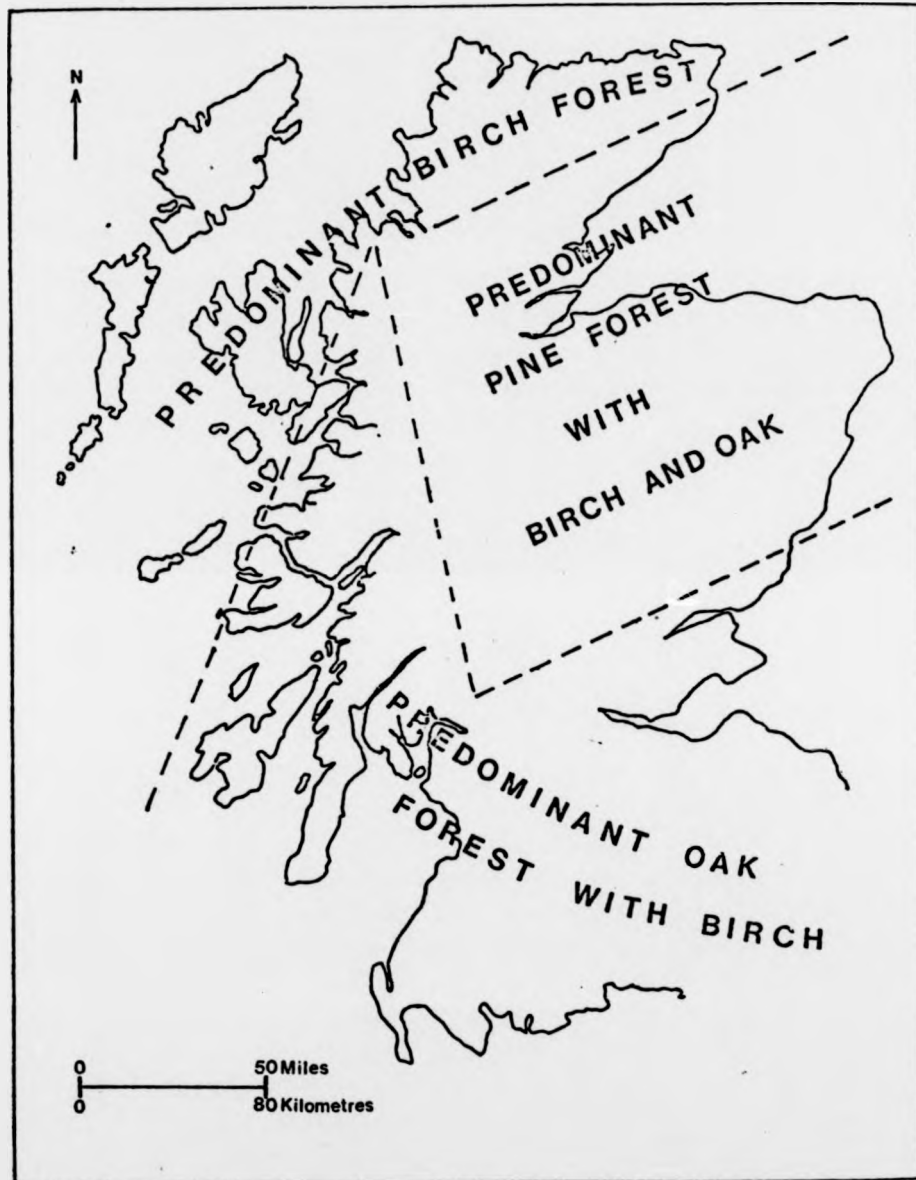 N
PREDOMINANT BIRCH FOREST
PREDOMINANT
PINE FOREST
WITH
BIRCH AND OAK
PREDOMINANT OAK
FOREST WITH BIRCH
0 50 Miles
0 80 Kilometres